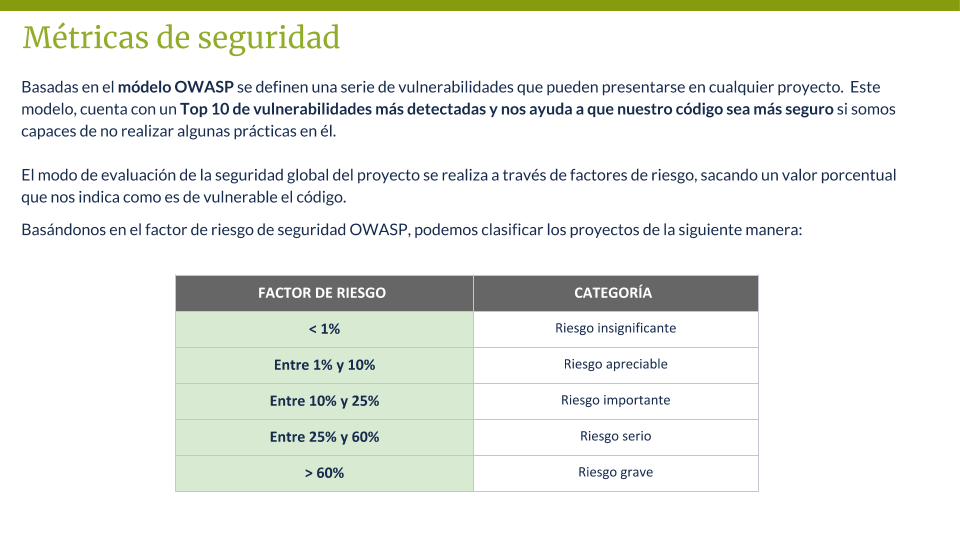 Métricas de seguridad
Basadas en el módelo OWASP se definen una serie de vulnerabilidades que pueden presentarse en cualquier proyecto. Este
modelo, cuenta con un Top 10 de vulnerabilidades más detectadas y nos ayuda a que nuestro código sea más seguro si somos
capaces de no realizar algunas prácticas en él.
El modo de evaluación de la seguridad global del proyecto se realiza a través de factores de riesgo, sacando un valor porcentual
que nos indica como es de vulnerable el código.
Basándonos en el factor de riesgo de seguridad OWASP, podemos clasificar los proyectos de la siguiente manera:
FACTOR DE RIESGO CATEGORÍA
< 1% Riesgo insignificante
Entre 1% y 10% Riesgo apreciable
Entre 10% y 25% Riesgo importante
Entre 25% y 60% Riesgo serio
> 60% Riesgo grave